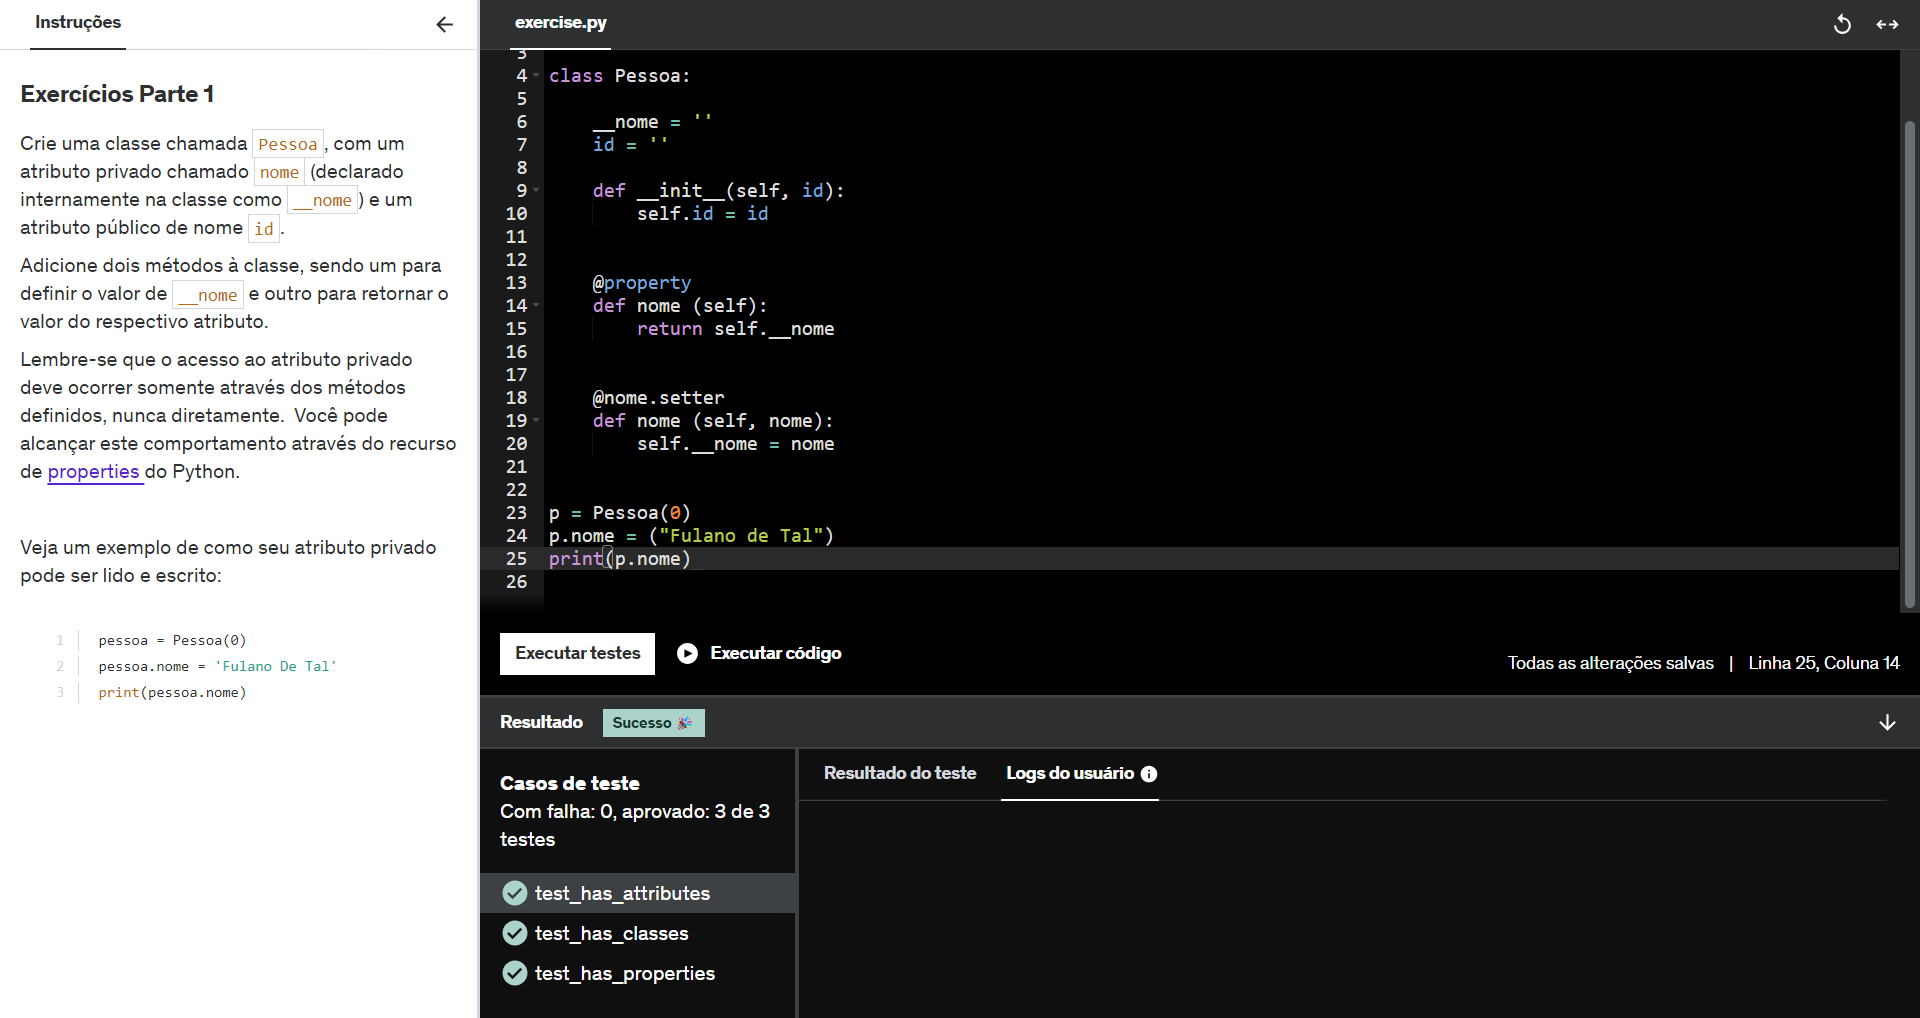 Instruções
Exercícios Parte 1
Crie uma classe chamada Pessoa, com um
atributo privado chamado nome (declarado
internamente na classe como __nome) e um
atributo público de nome id.
Adicione dois métodos à classe, sendo um para
definir o valor de __nome e outro para retornar o
valor do respectivo atributo.
Lembre-se que o acesso ao atributo privado
deve ocorrer somente através dos métodos
definidos, nunca diretamente. Você pode
alcançar este comportamento através do recurso
de properties do Python.
Veja um exemplo de como seu atributo privado
pode ser lido e escrito:
1 pessoa = Pessoa(0)
2 pessoa.nome = 'Fulano De Tal'
3 print(pessoa.nome)
exercise.py
3
4 class Pessoa:
5
6     __nome = ''
7     id = ''
8
9     def __init__(self, id):
10         self.id = id
11
12
13     @property
14     def nome (self):
15         return self.__nome
16
17
18     @nome.setter
19     def nome (self, nome):
20         self.__nome = nome
21
22
23 p = Pessoa(0)
24 p.nome = ("Fulano de Tal")
25 print(p.nome)
26
Executar testes Executar código
Todas as alterações salvas | Linha 25, Coluna 14
Resultado Sucesso 🎉
Casos de teste
Com falha: 0, aprovado: 3 de 3
testes
test_has_attributes
test_has_classes
test_has_properties
Resultado do teste Logs do usuário